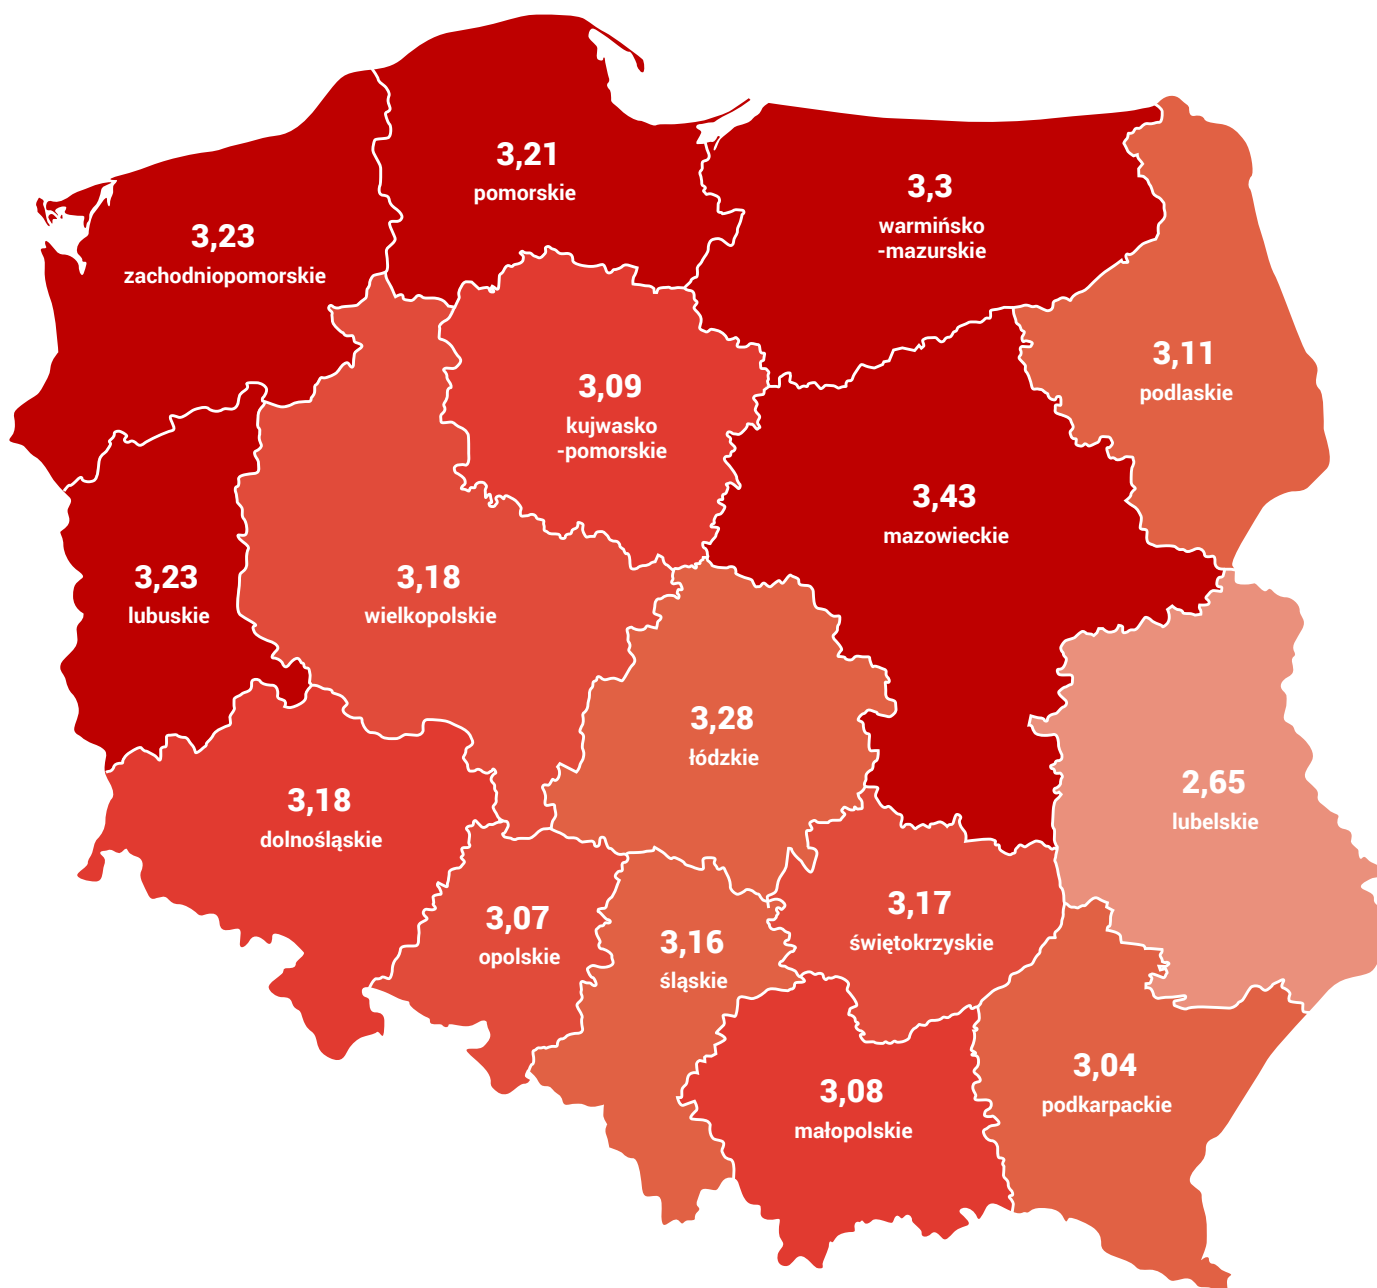 3,21
pomorskie
3,3
warmińsko
-mazurskie
3,23
zachodniopomorskie
3,11
podlaskie
3,09
kujwasko
-pomorskie
3,43
mazowieckie
3,23
lubuskie
3,18
wielkopolskie
3,28
łódzkie
2,65
lubelskie
3,18
dolnośląskie
3,17
świętokrzyskie
3,07
opolskie
3,16
śląskie
3,04
podkarpackie
3,08
małopolskie